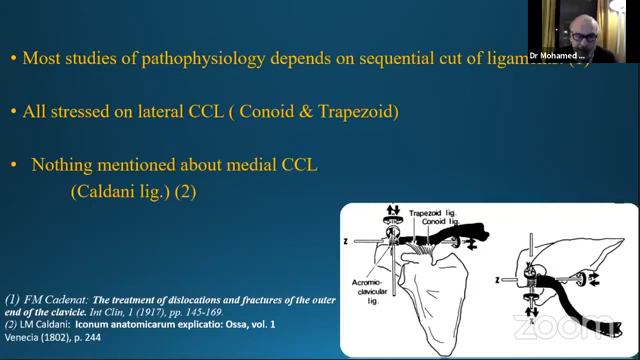 • Most studies of pathophysiology depends on sequential cut of (1)
• All stressed on lateral CCL ( Conoid & Trapezoid)
• Nothing mentioned about medial CCL
(Caldani lig.) (2)
Dr Mohamed ...
Trapezoid lig.
Conoid lig.
Z
Z
Acromio-
clavicular
lig.
X
(1) FM Cadenat: The treatment of dislocations and fractures of the outer
end of the clavicle. Int Clin, 1 (1917), pp. 145-169.
(2) LM Caldani: Iconum anatomicarum explicatio: Ossa, vol. 1
Venecia (1802), p. 244
zoom